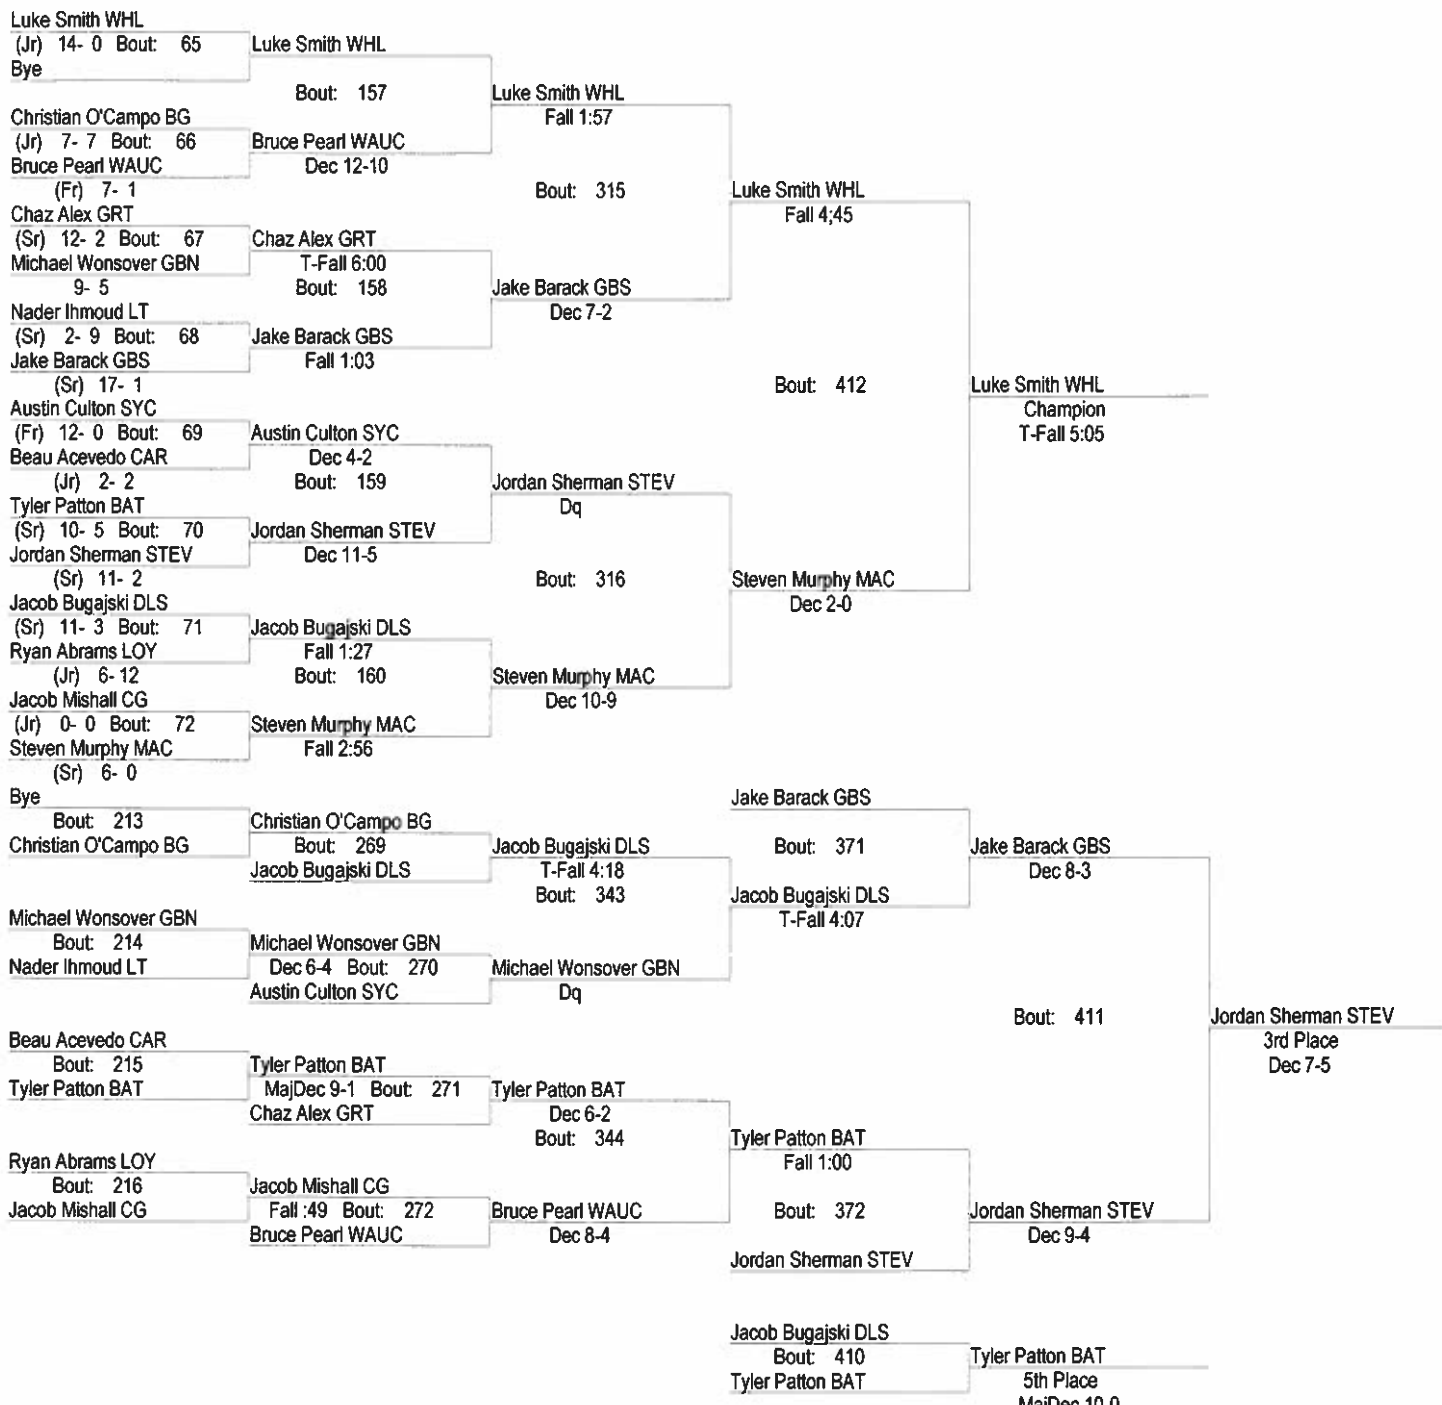 Luke Smith WHL
(Jr) 14- 0 Bout: 65
Luke Smith WHL
Bye
Bout: 157
Luke Smith WHL
Fall 1:57
Christian O'Campo BG
(Jr) 7- 7 Bout: 66
Bruce Pearl WAUC
Bruce Pearl WAUC
Dec 12-10
(Fr) 7- 1
Bout: 315
Luke Smith WHL
Fall 4;45
Chaz Alex GRT
(Sr) 12- 2 Bout: 67
Chaz Alex GRT
Michael Wonsover GBN
T-Fall 6:00
9- 5
Bout: 158
Jake Barack GBS
Dec 7-2
Nader Ihmoud LT
(Sr) 2- 9 Bout: 68
Jake Barack GBS
Jake Barack GBS
Fall 1:03
(Sr) 17- 1
Bout: 412
Luke Smith WHL
Champion
T-Fall 5:05
Austin Culton SYC
(Fr) 12- 0 Bout: 69
Austin Culton SYC
Beau Acevedo CAR
Dec 4-2
(Jr) 2- 2
Bout: 159
Jordan Sherman STEV
Dq
Tyler Patton BAT
(Sr) 10- 5 Bout: 70
Jordan Sherman STEV
Jordan Sherman STEV
Dec 11-5
(Sr) 11- 2
Bout: 316
Steven Murphy MAC
Dec 2-0
Jacob Bugajski DLS
(Sr) 11- 3 Bout: 71
Jacob Bugajski DLS
Ryan Abrams LOY
Fall 1:27
(Jr) 6- 12
Bout: 160
Steven Murphy MAC
Dec 10-9
Jacob Mishall CG
(Jr) 0- 0 Bout: 72
Steven Murphy MAC
Steven Murphy MAC
Fall 2:56
(Sr) 6- 0
Bye
Bout: 213
Christian O'Campo BG
Christian O'Campo BG
Bout: 269
Jacob Bugajski DLS
Jacob Bugajski DLS
T-Fall 4:18
Bout: 343
Jake Barack GBS
Bout: 371
Jacob Bugajski DLS
T-Fall 4:07
Jake Barack GBS
Dec 8-3
Michael Wonsover GBN
Bout: 214
Nader Ihmoud LT
Michael Wonsover GBN
Dec 6-4 Bout: 270
Austin Culton SYC
Michael Wonsover GBN
Dq
Bout: 411
Jordan Sherman STEV
3rd Place
Dec 7-5
Beau Acevedo CAR
Bout: 215
Tyler Patton BAT
Tyler Patton BAT
MajDec 9-1 Bout: 271
Chaz Alex GRT
Tyler Patton BAT
Dec 6-2
Bout: 344
Tyler Patton BAT
Fall 1:00
Ryan Abrams LOY
Bout: 216
Jacob Mishall CG
Jacob Mishall CG
Fall :49 Bout: 272
Bruce Pearl WAUC
Bruce Pearl WAUC
Dec 8-4
Bout: 372
Jordan Sherman STEV
Jordan Sherman STEV
Dec 9-4
Jacob Bugajski DLS
Bout: 410
Tyler Patton BAT
Tyler Patton BAT
5th Place
MajDec 10-0